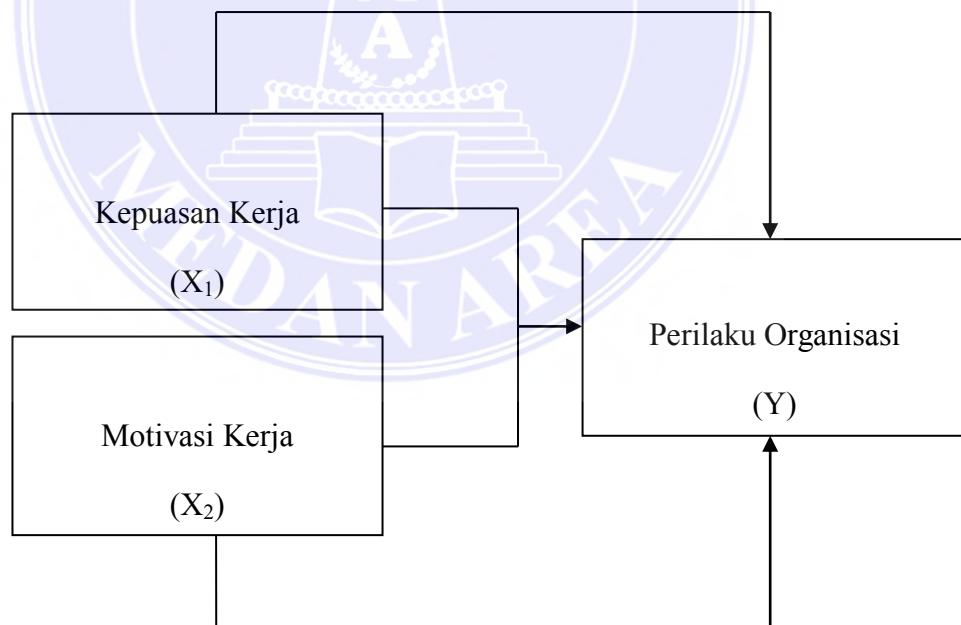 A
MEDAN AREA
Kepuasan Kerja
(X₁)
Motivasi Kerja
(X₂)
Perilaku Organisasi
(Y)